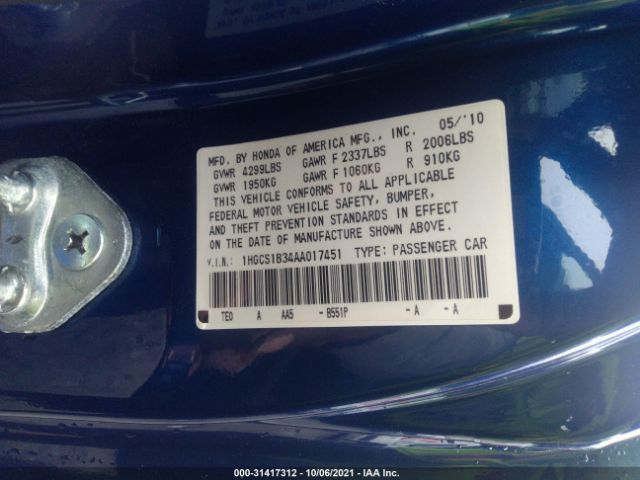 MFD. BY HONDA OF AMERICA MFG., INC. 05/'10
GVWR 4299LBS GAWR F 2337LBS R 2006LBS
GVWR 1950KG GAWR F 1060KG R 910KG
THIS VEHICLE CONFORMS TO ALL APPLICABLE
FEDERAL MOTOR VEHICLE SAFETY, BUMPER,
AND THEFT PREVENTION STANDARDS IN EFFECT
ON THE DATE OF MANUFACTURE SHOWN ABOVE.
V.I.N.: 1HGCS1B34AA017451 TYPE: PASSENGER CAR
TE0 A AA5 - B551P - A - A
000-31417312 - 10/06/2021 - IAA Inc.